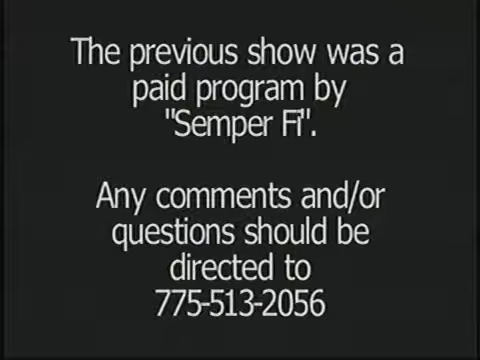 The previous show was a
paid program by
"Semper Fi".
Any comments and/or
questions should be
directed to
775-513-2056